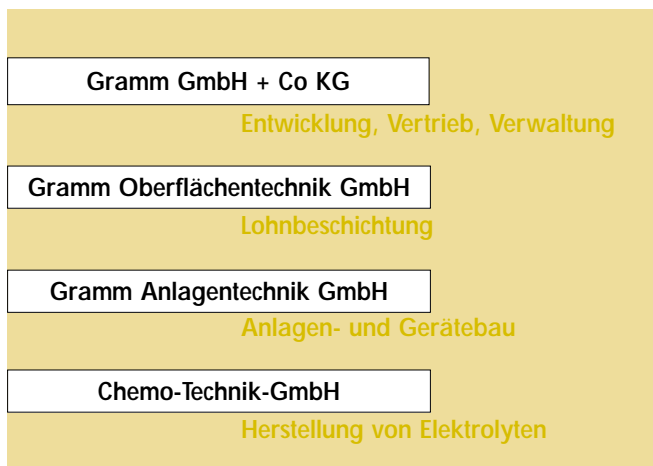 Gramm GmbH + Co KG
Entwicklung, Vertrieb, Verwaltung
Gramm Oberflächentechnik GmbH
Lohnbeschichtung
Gramm Anlagentechnik GmbH
Anlagen- und Gerätebau
Chemo-Technik-GmbH
Herstellung von Elektrolyten